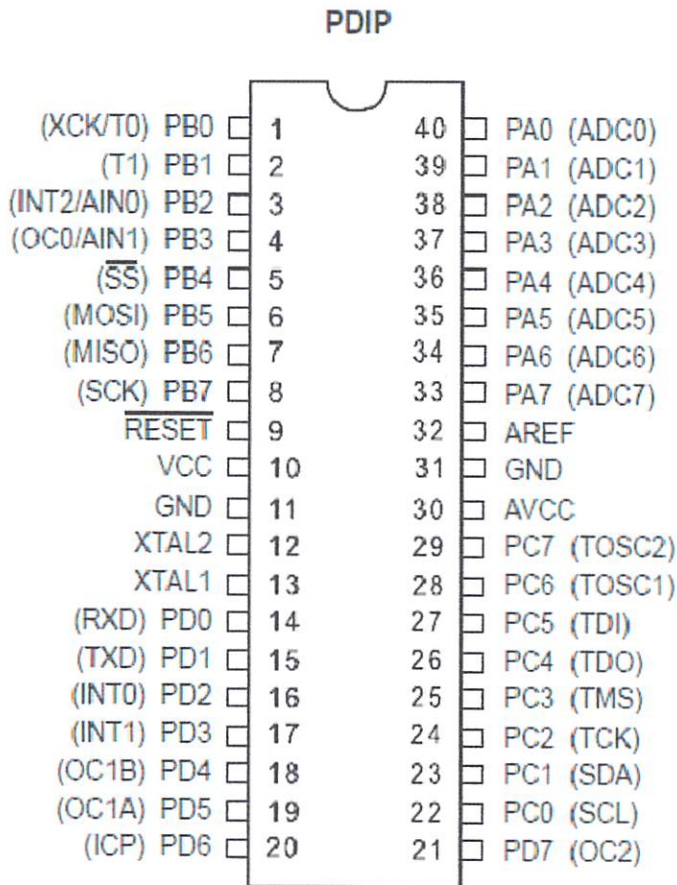 PDIP
(XCK/T0) PB0 1 40 PA0 (ADC0)
(T1) PB1 2 39 PA1 (ADC1)
(INT2/AIN0) PB2 3 38 PA2 (ADC2)
(OC0/AIN1) PB3 4 37 PA3 (ADC3)
(SS) PB4 5 36 PA4 (ADC4)
(MOSI) PB5 6 35 PA5 (ADC5)
(MISO) PB6 7 34 PA6 (ADC6)
(SCK) PB7 8 33 PA7 (ADC7)
RESET 9 32 AREF
VCC 10 31 GND
GND 11 30 AVCC
XTAL2 12 29 PC7 (TOSC2)
XTAL1 13 28 PC6 (TOSC1)
(RXD) PD0 14 27 PC5 (TDI)
(TXD) PD1 15 26 PC4 (TDO)
(INT0) PD2 16 25 PC3 (TMS)
(INT1) PD3 17 24 PC2 (TCK)
(OC1B) PD4 18 23 PC1 (SDA)
(OC1A) PD5 19 22 PC0 (SCL)
(ICP) PD6 20 21 PD7 (OC2)